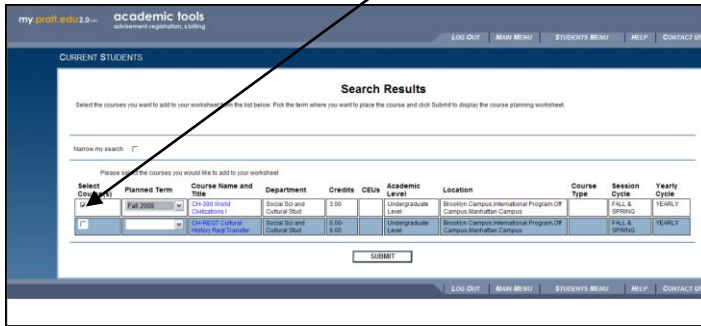 my.pratt.edu2.0 academic tools
advisement,registration, & billing
LOG OUT MAIN MENU STUDENTS MENU HELP CONTACT US
CURRENT STUDENTS
Search Results
Select the courses you want to add to your worksheet from the list below. Pick the term where you want to place the course and click Submit to display the course planning worksheet.
Narrow my search
Please select the courses you would like to add to your worksheet
Select Course(s) Planned Term Course Name and Title Department Credits CEUs Academic Level Location Course Type Session Cycle Yearly Cycle
Fall 2008 CH-300 World Civilizations I Social Sci and Cultural Stud 3.00 Undergraduate Level Brooklyn Campus,International Program,Off Campus,Manhattan Campus FALL & SPRING YEARLY
CH-REQT Cultural History Reqt Transfer Social Sci and Cultural Stud 0.00-6.00 Undergraduate Level Brooklyn Campus,International Program,Off Campus,Manhattan Campus FALL & SPRING YEARLY
SUBMIT
LOG OUT MAIN MENU STUDENTS MENU HELP CONTACT US